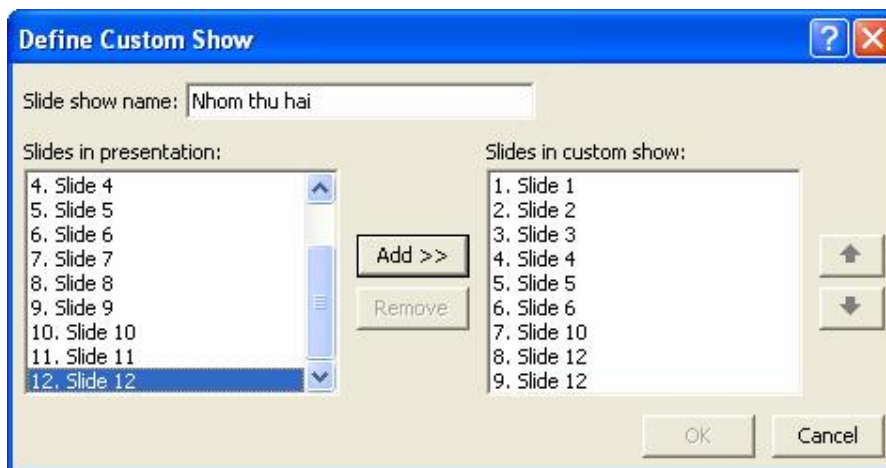 Define Custom Show
Slide show name: Nhom thu hai
Slides in presentation:
4. Slide 4
5. Slide 5
6. Slide 6
7. Slide 7
8. Slide 8
9. Slide 9
10. Slide 10
11. Slide 11
12. Slide 12
Add >>
Remove
Slides in custom show:
1. Slide 1
2. Slide 2
3. Slide 3
4. Slide 4
5. Slide 5
6. Slide 6
7. Slide 10
8. Slide 12
9. Slide 12
OK
Cancel